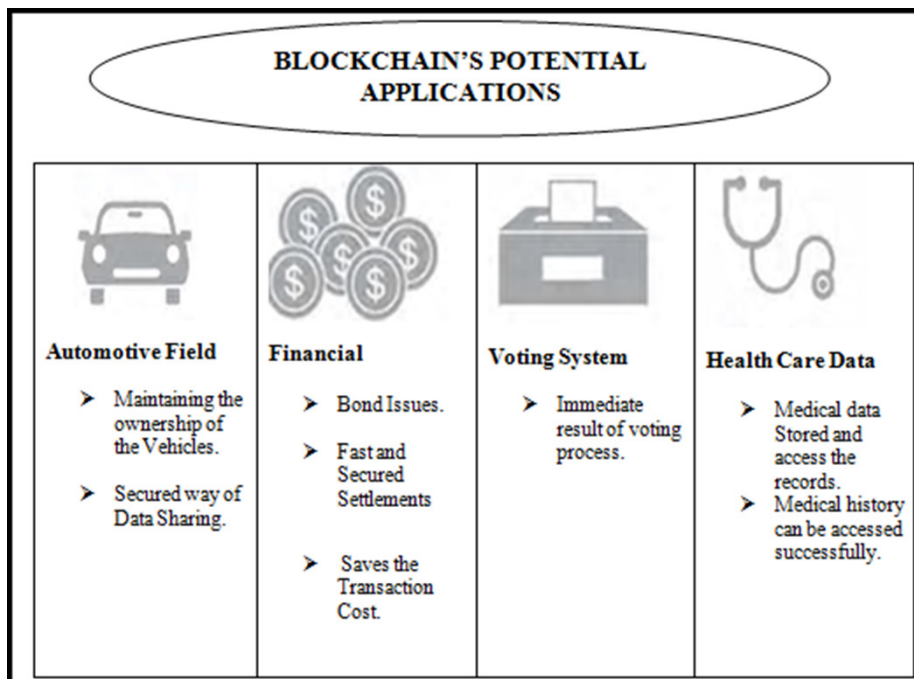 BLOCKCHAIN'S POTENTIAL
APPLICATIONS
Automotive Field
➢ Maintaining the
ownership of
the Vehicles.
➢ Secured way of
Data Sharing.
Financial
➢ Bond Issues.
➢ Fast and
Secured
Settlements
➢ Saves the
Transaction
Cost.
Voting System
➢ Immediate
result of voting
process.
Health Care Data
➢ Medical data
Stored and
access the
records.
➢ Medical history
can be accessed
successfully.